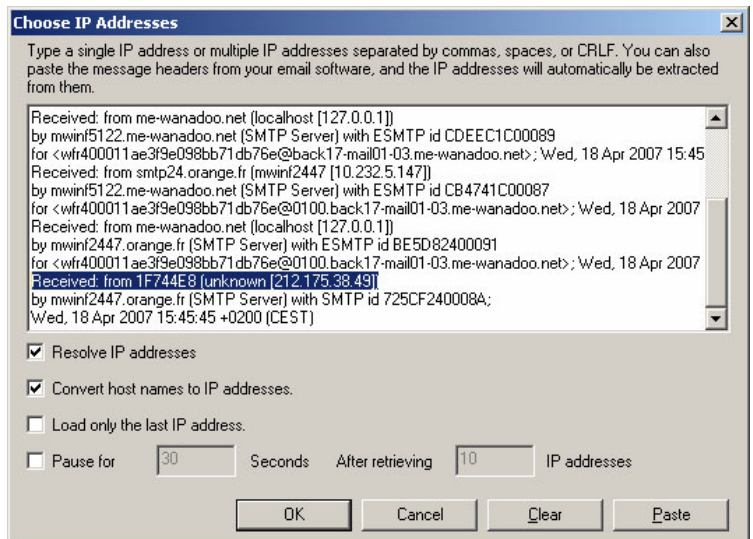 Choose IP Addresses
Type a single IP address or multiple IP addresses separated by commas, spaces, or CRLF. You can also
paste the message headers from your email software, and the IP addresses will automatically be extracted
from them.
Received: from me-wanadoo.net (localhost [127.0.0.1])
by mwinf5122.me-wanadoo.net (SMTP Server) with ESMTP id CDEEC1C00089
for <wfr400011ae3f9e098bb71db76e@back17-mail01-03.me-wanadoo.net>; Wed, 18 Apr 2007 15:45
Received: from smtp24.orange.fr (mwinf2447 [10.232.5.147])
by mwinf5122.me-wanadoo.net (SMTP Server) with ESMTP id CB4741C00087
for <wfr400011ae3f9e098bb71db76e@0100.back17-mail01-03.me-wanadoo.net>; Wed, 18 Apr 2007
Received: from me-wanadoo.net (localhost [127.0.0.1])
by mwinf2447.orange.fr (SMTP Server) with ESMTP id BE5D82400091
for <wfr400011ae3f9e098bb71db76e@0100.back17-mail01-03.me-wanadoo.net>; Wed, 18 Apr 2007
Received: from 1F744E8 (unknown [212.175.38.49])
by mwinf2447.orange.fr (SMTP Server) with SMTP id 725CF240008A;
Wed, 18 Apr 2007 15:45:45 +0200 (CEST)
Resolve IP addresses
Convert host names to IP addresses.
Load only the last IP address.
Pause for 30 Seconds After retrieving 10 IP addresses
OK Cancel Clear Paste